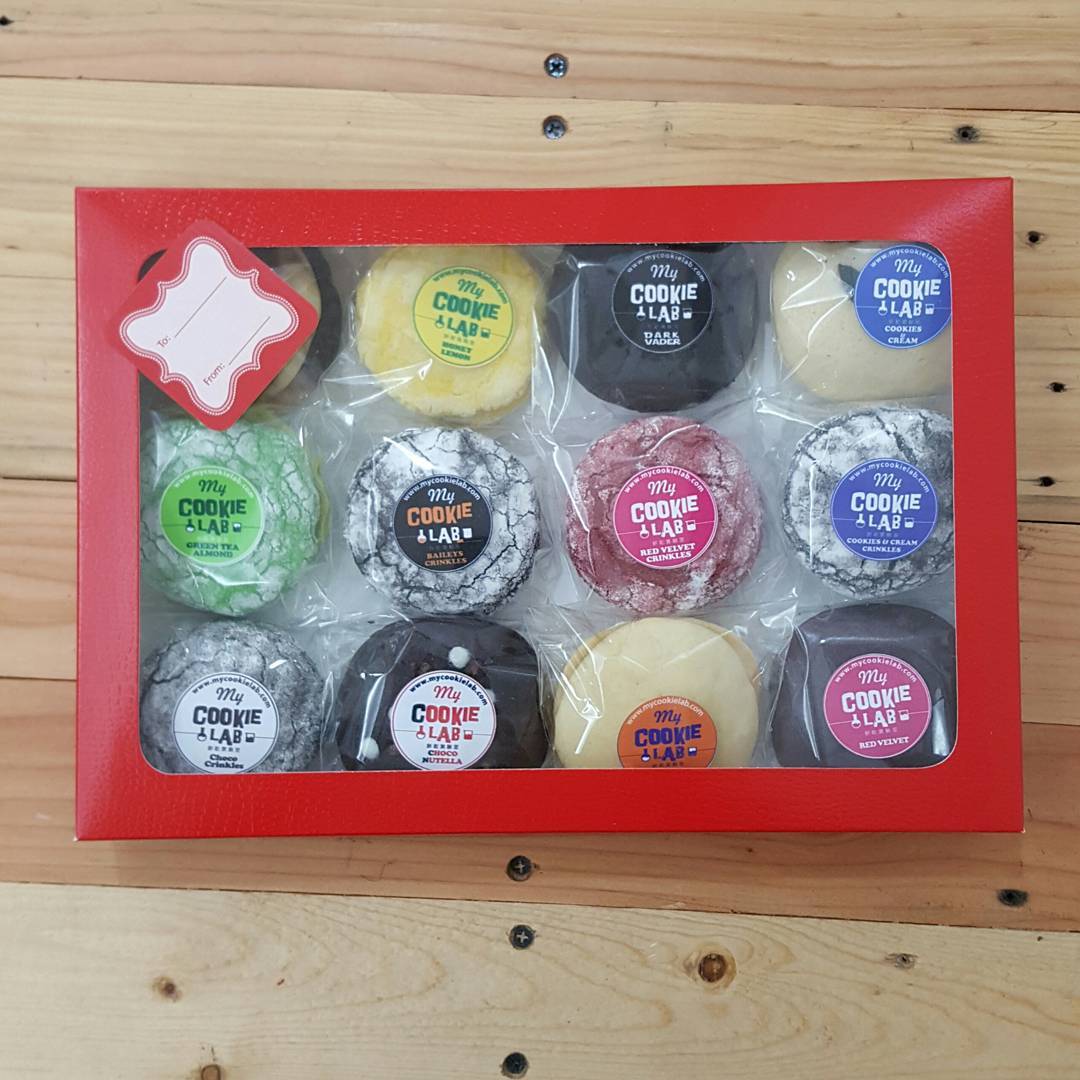 To:
From:
www.mycookielab.com
My
COOKIE
LAB
HONEY
LEMON
www.mycookielab.com
My
COOKIE
LAB
DARK
VADER
www.mycookielab.com
My
COOKIE
LAB
COOKIES
&
CREAM
www.mycookielab.com
My
COOKIE
LAB
GREEN TEA
ALMOND
www.mycookielab.com
My
COOKIE
LAB
BAILEYS
CRINKLES
www.mycookielab.com
My
COOKIE
LAB
RED VELVET
CRINKLES
www.mycookielab.com
My
COOKIE
LAB
COOKIES & CREAM
CRINKLES
www.mycookielab.com
My
COOKIE
LAB
Choco
Crinkles
www.mycookielab.com
My
COOKIE
LAB
CHOCO
NUTELLA
www.mycookielab.com
My
COOKIE
LAB
www.mycookielab.com
My
COOKIE
LAB
RED VELVET